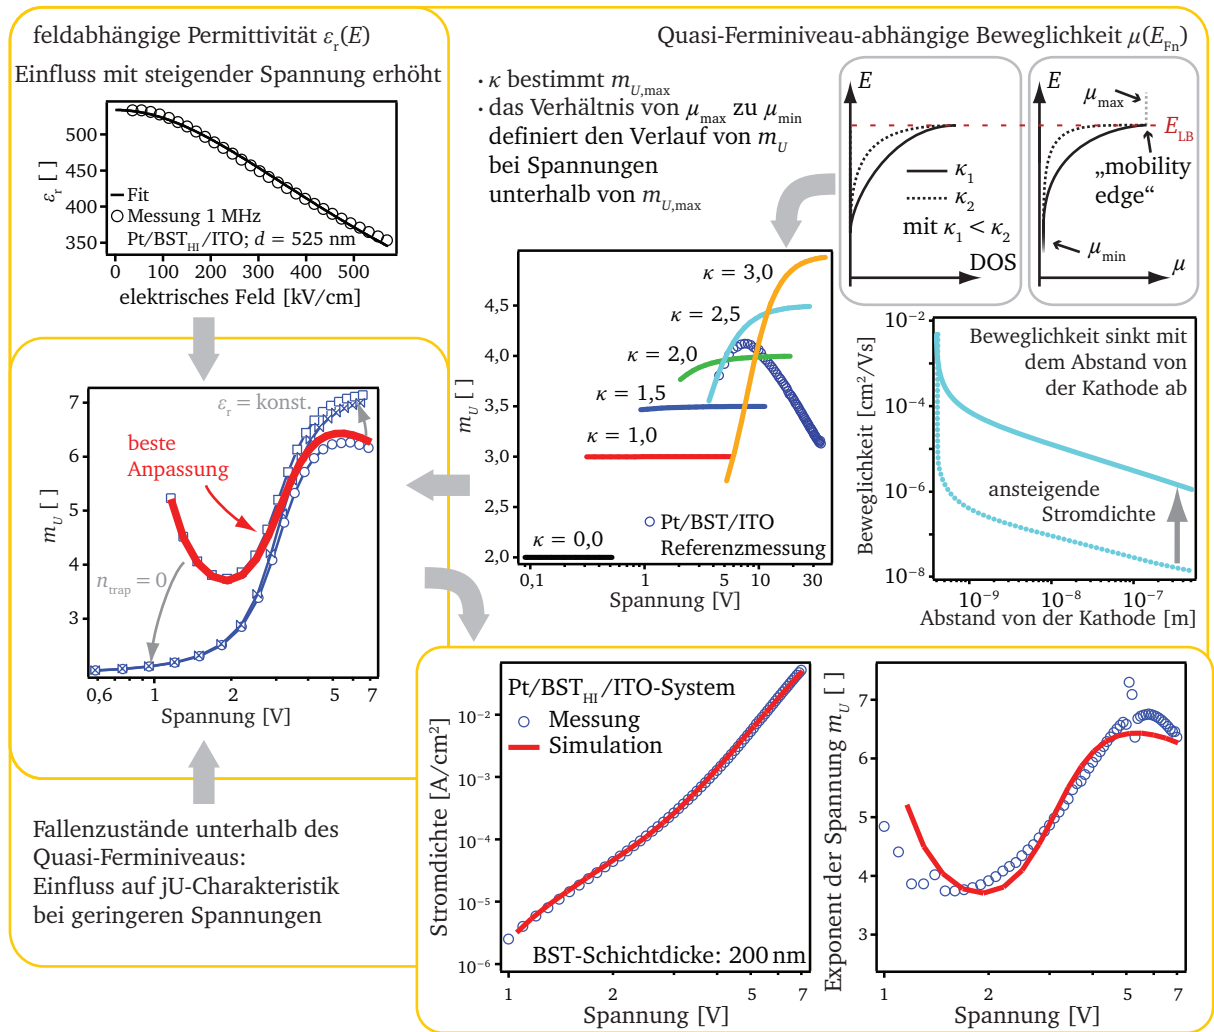 feldabhängige Permittivität εr(E)
Einfluss mit steigender Spannung erhöht
εr [ ]
500
450
400
350
Fit
Messung 1 MHz
Pt/BSTHI/ITO; d = 525 nm
0 100 200 300 400 500
elektrisches Feld [kV/cm]
Quasi-Ferminiveau-abhängige Beweglichkeit μ(EFn)
· κ bestimmt mU,max
· das Verhältnis von μmax zu μmin
definiert den Verlauf von mU
bei Spannungen
unterhalb von mU,max
E
κ1
κ2
mit κ1 < κ2
DOS
E
μmax
ELB
„mobility
edge“
μmin
μ
mU [ ]
4,5
4,0
3,5
3,0
2,0
κ = 3,0
κ = 2,5
κ = 2,0
κ = 1,5
κ = 1,0
κ = 0,0
Pt/BST/ITO
Referenzmessung
0,1 1 5 10 30
Spannung [V]
Beweglichkeit [cm²/Vs]
10⁻²
10⁻⁴
10⁻⁶
10⁻⁸
Beweglichkeit sinkt mit
dem Abstand von
der Kathode ab
ansteigende
Stromdichte
10⁻⁹ 10⁻⁸ 10⁻⁷
Abstand von der Kathode [m]
mU [ ]
7
6
5
4
3
εr = konst.
beste
Anpassung
ntrap = 0
0,6 1 2 5 7
Spannung [V]
Fallenzustände unterhalb des
Quasi-Ferminiveaus:
Einfluss auf jU-Charakteristik
bei geringeren Spannungen
Stromdichte [A/cm²]
10⁻²
10⁻³
10⁻⁴
10⁻⁵
10⁻⁶
Pt/BSTHI/ITO-System
Messung
Simulation
BST-Schichtdicke: 200 nm
1 2 5 7
Spannung [V]
Exponent der Spannung mU [ ]
7
6
5
4
3
1 2 5 7
Spannung [V]